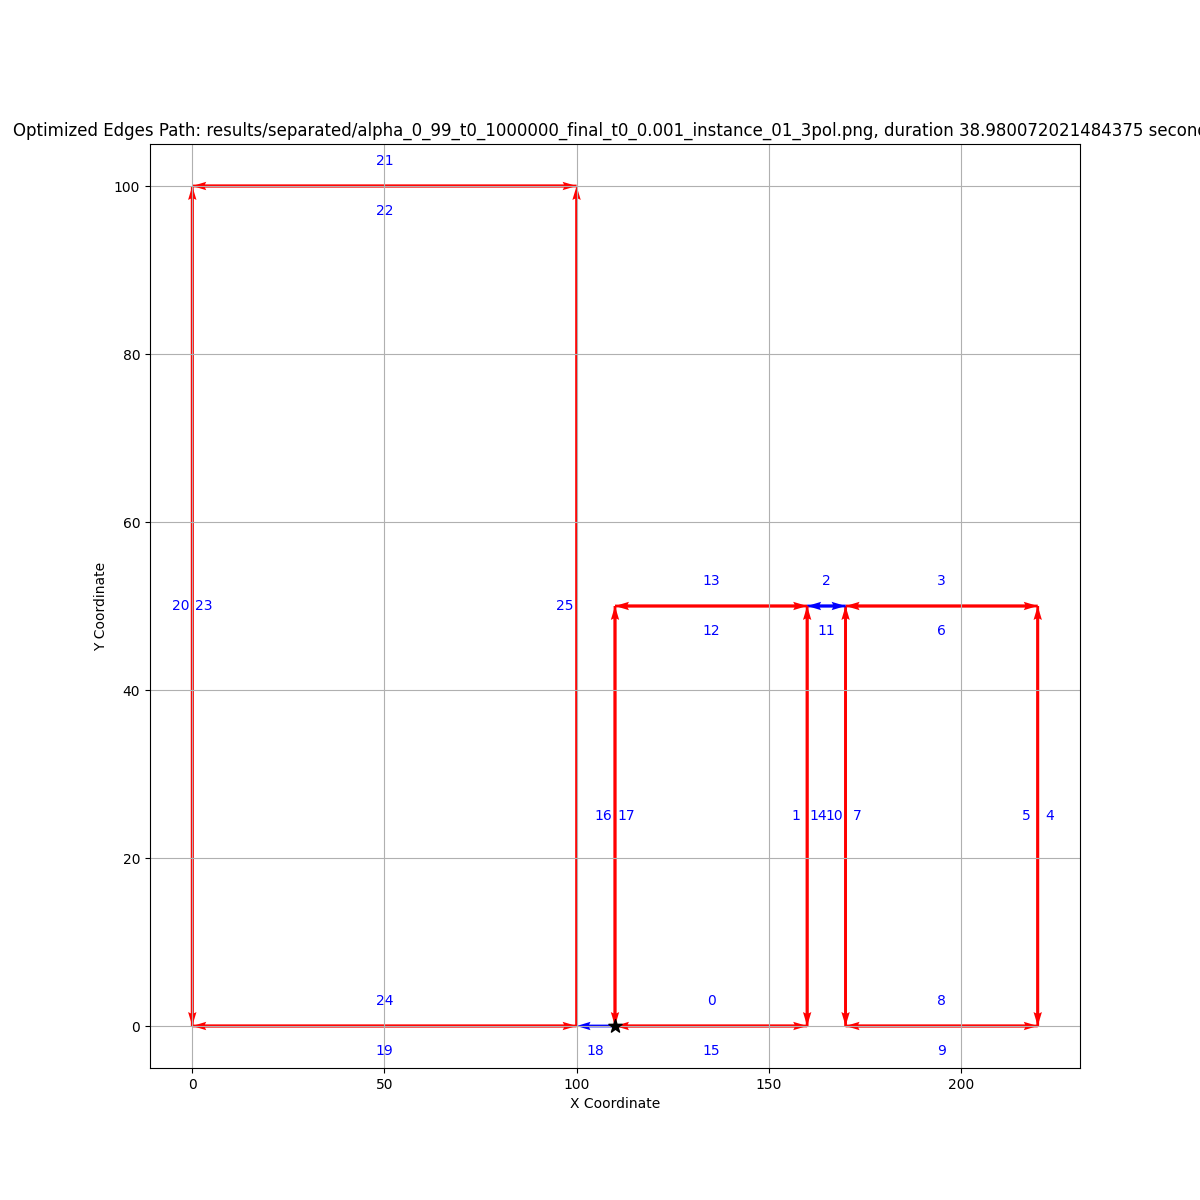 Optimized Edges Path: results/separated/alpha_0_99_t0_1000000_final_t0_0.001_instance_01_3pol.png, duration 38.980072021484375 secon
21
100
22
80
60
13 2 3
20 23 25
12 11 6
Y Coordinate
40
16 17 1 14 10 7 5 4
20
24 0 8
0
19 18 15 9
0 50 100 150 200
X Coordinate